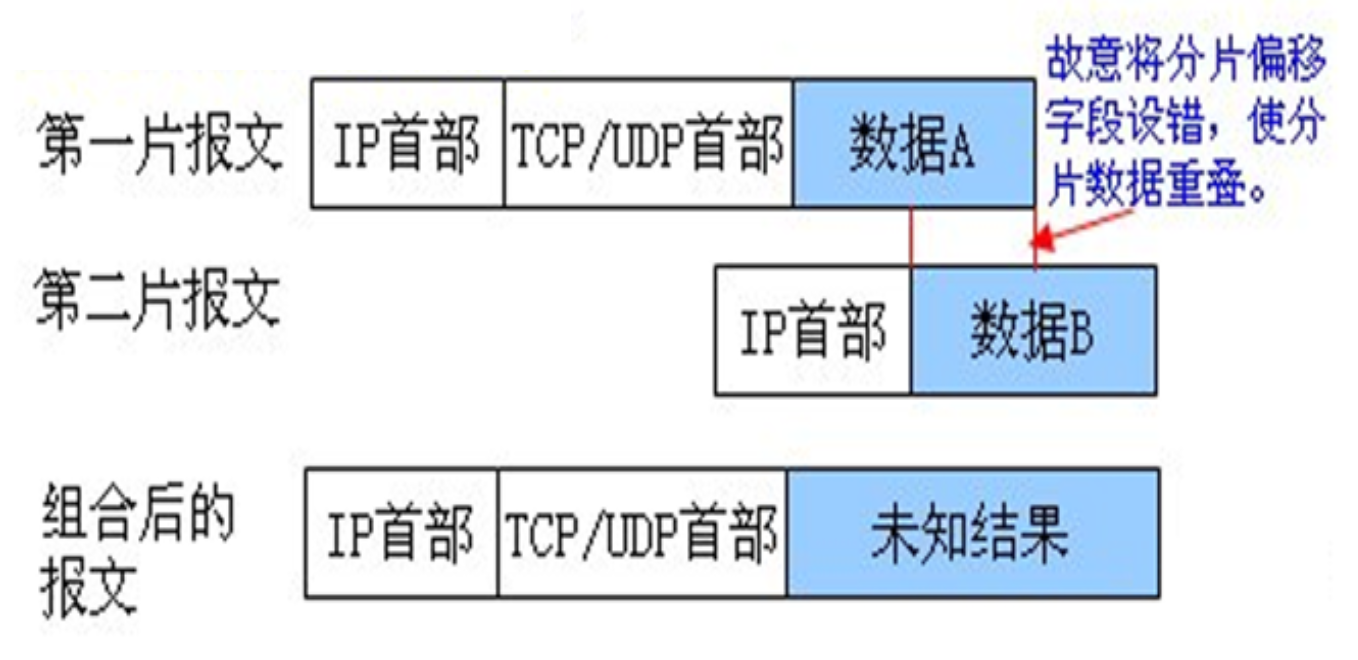 故意将分片偏移
字段设错，使分
片数据重叠。
第一片报文 IP首部 TCP/UDP首部 数据A
第二片报文 IP首部 数据B
组合后的
报文
IP首部 TCP/UDP首部 未知结果